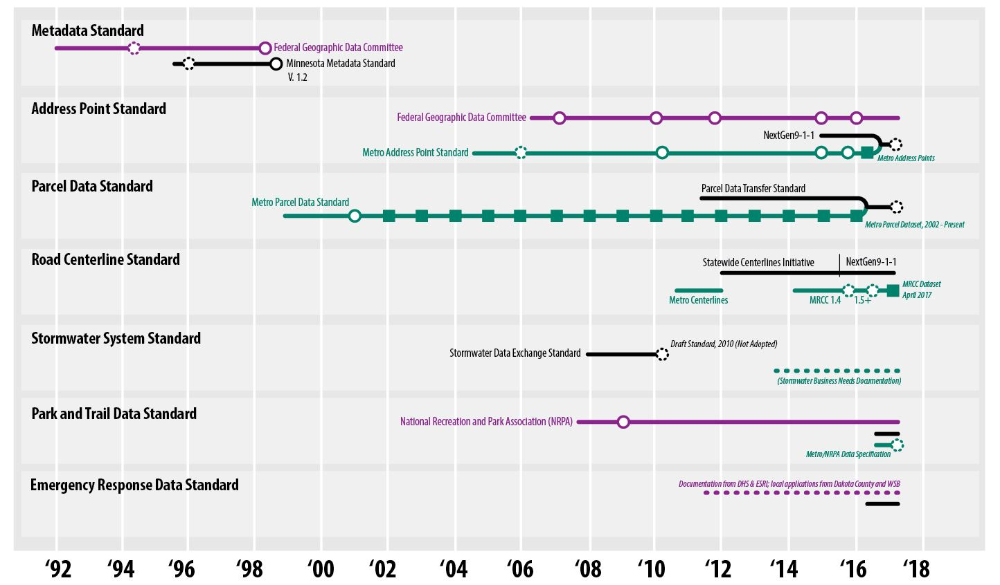 Metadata Standard
Federal Geographic Data Committee
Minnesota Metadata Standard
V. 1.2
Address Point Standard
Federal Geographic Data Committee
NextGen9-1-1
Metro Address Point Standard
Metro Address Points
Parcel Data Standard
Parcel Data Transfer Standard
Metro Parcel Data Standard
Metro Parcel Dataset, 2002 - Present
Road Centerline Standard
Statewide Centerlines Initiative
NextGen9-1-1
MRCC Dataset
April 2017
Metro Centerlines
MRCC 1.4
1.5+
Stormwater System Standard
Draft Standard, 2010 (Not Adopted)
Stormwater Data Exchange Standard
(Stormwater Business Needs Documentation)
Park and Trail Data Standard
National Recreation and Park Association (NRPA)
Metro/NRPA Data Specification
Emergency Response Data Standard
Documentation from DHS & ESRI; local applications from Dakota County and WSB
‘92 ‘94 ‘96 ‘98 ‘00 ‘02 ‘04 ‘06 ‘08 ‘10 ‘12 ‘14 ‘16 ‘18